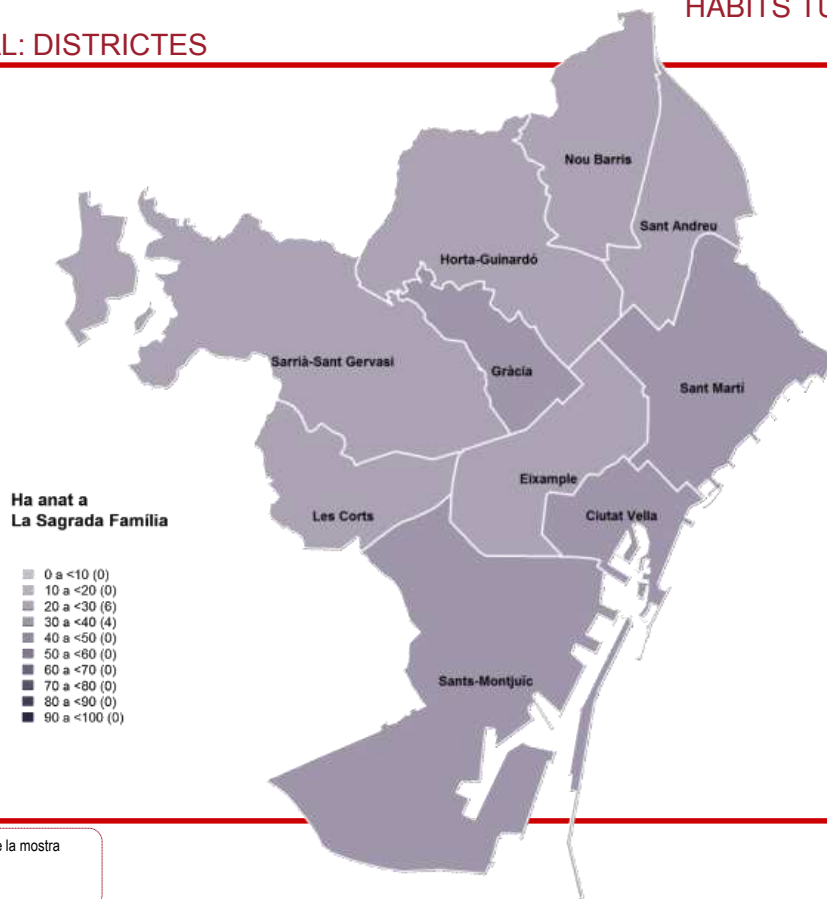 HÀBITS TU
L: DISTRICTES
Nou Barris
Sant Andreu
Horta-Guinardó
Sarrià-Sant Gervasi
Gràcia
Sant Martí
Eixample
Les Corts
Ciutat Vella
Sants-Montjuïc
Ha anat a
La Sagrada Família
0 a <10 (0)
10 a <20 (0)
20 a <30 (6)
30 a <40 (4)
40 a <50 (0)
50 a <60 (0)
60 a <70 (0)
70 a <80 (0)
80 a <90 (0)
90 a <100 (0)
e la mostra